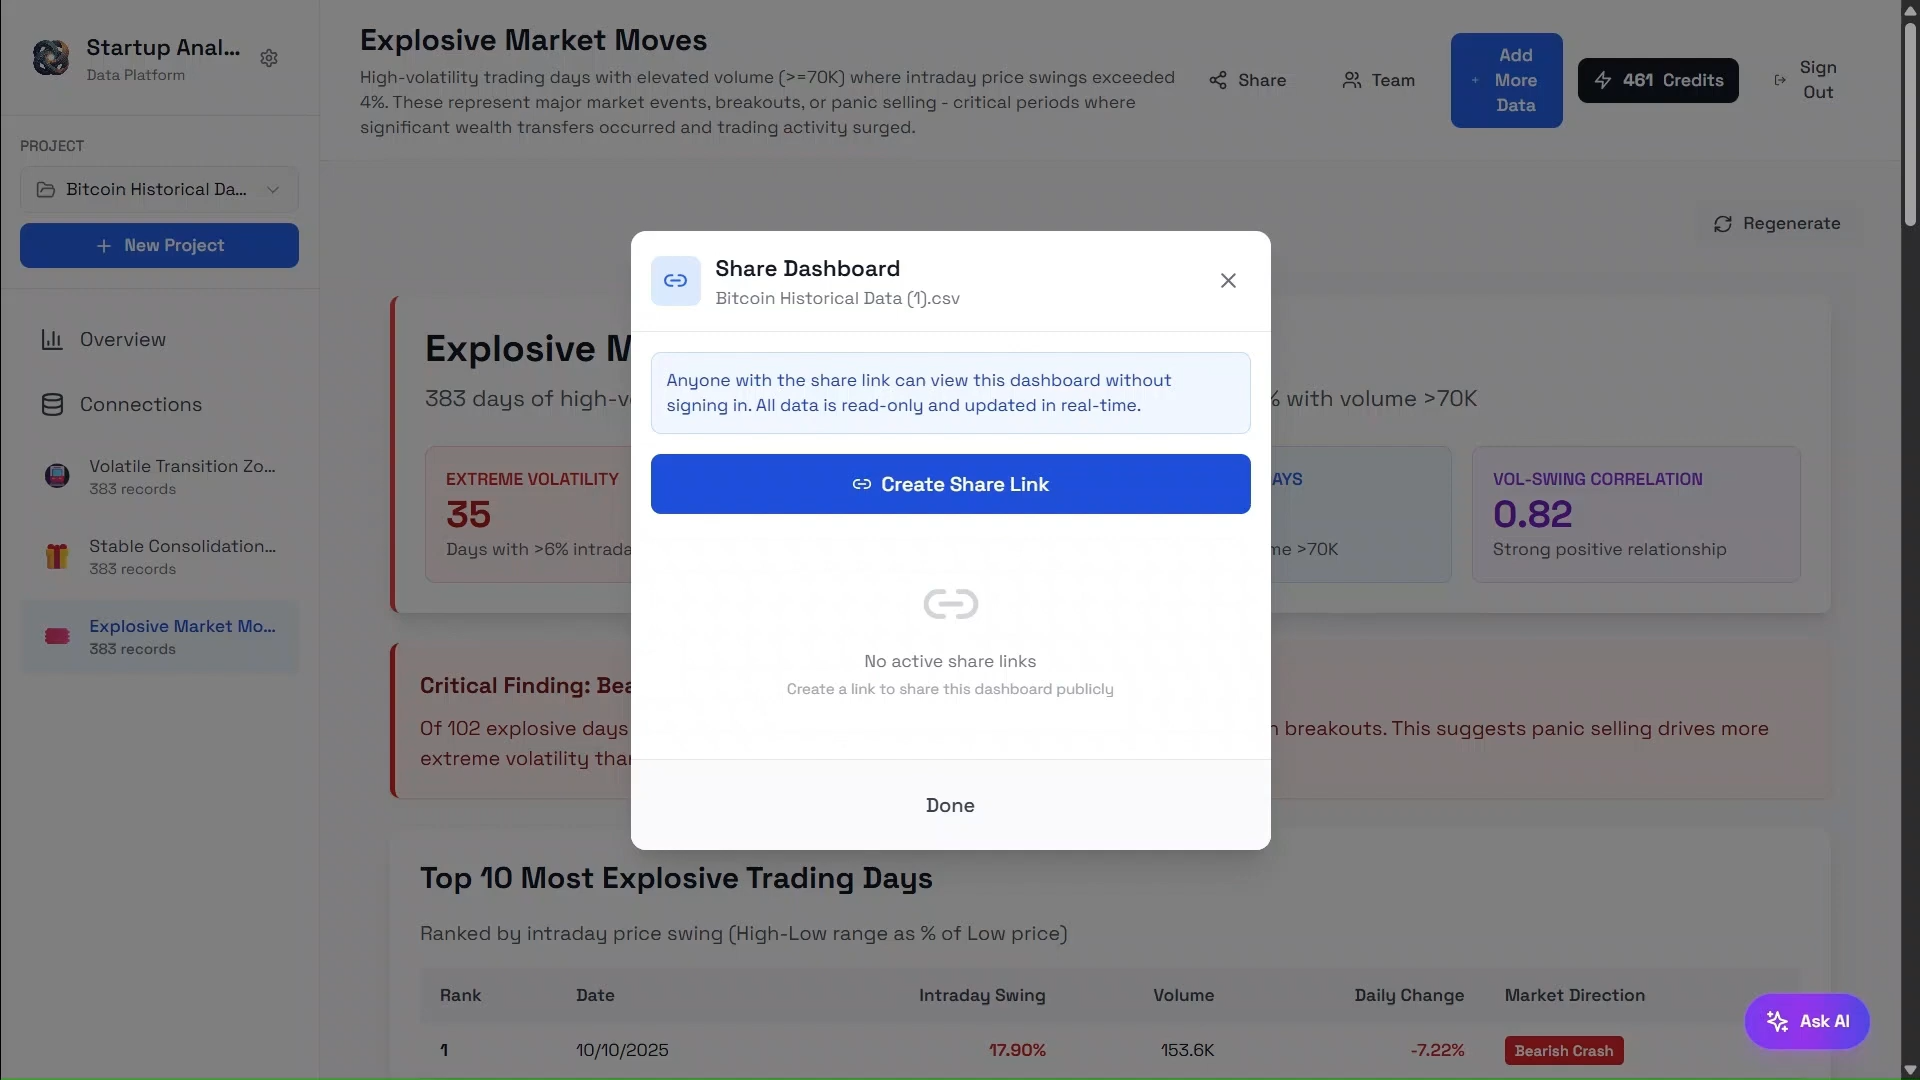 Startup Anal...
Data Platform
PROJECT
Bitcoin Historical Da...
New Project
Overview
Connections
Volatile Transition Zo...
383 records
Stable Consolidation...
383 records
Explosive Market Mo...
383 records
Explosive Market Moves
High-volatility trading days with elevated volume (>=70K) where intraday price swings exceeded
4%. These represent major market events, breakouts, or panic selling - critical periods where
significant wealth transfers occurred and trading activity surged.
Share
Team
Add
More
Data
461 Credits
Sign
Out
Regenerate
Explosive M
383 days of high-v
% with volume >70K
EXTREME VOLATILITY
35
Days with >6% intrada
AYS
me >70K
VOL-SWING CORRELATION
0.82
Strong positive relationship
Share Dashboard
Bitcoin Historical Data (1).csv
Anyone with the share link can view this dashboard without
signing in. All data is read-only and updated in real-time.
Create Share Link
No active share links
Create a link to share this dashboard publicly
Done
Critical Finding: Bea
Of 102 explosive days
n breakouts. This suggests panic selling drives more
extreme volatility tha
Top 10 Most Explosive Trading Days
Ranked by intraday price swing (High-Low range as % of Low price)
Rank Date Intraday Swing Volume Daily Change Market Direction
1 10/10/2025 17.90% 153.6K -7.22% Bearish Crash
Ask AI